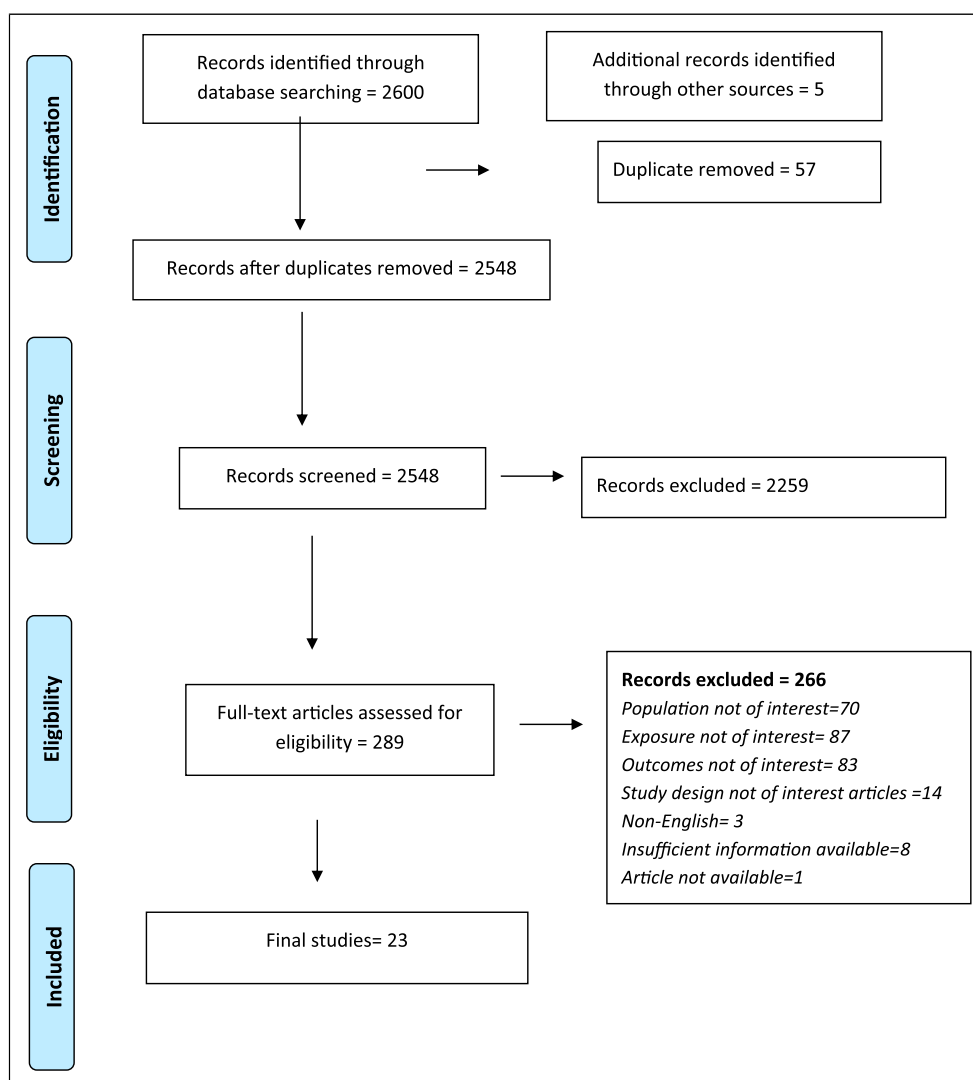 Identification
Records identified through
database searching = 2600
Additional records identified
through other sources = 5
Duplicate removed = 57
Records after duplicates removed = 2548
Screening
Records screened = 2548
Records excluded = 2259
Eligibility
Full-text articles assessed for
eligibility = 289
Records excluded = 266
Population not of interest=70
Exposure not of interest= 87
Outcomes not of interest= 83
Study design not of interest articles =14
Non-English= 3
Insufficient information available=8
Article not available=1
Included
Final studies= 23